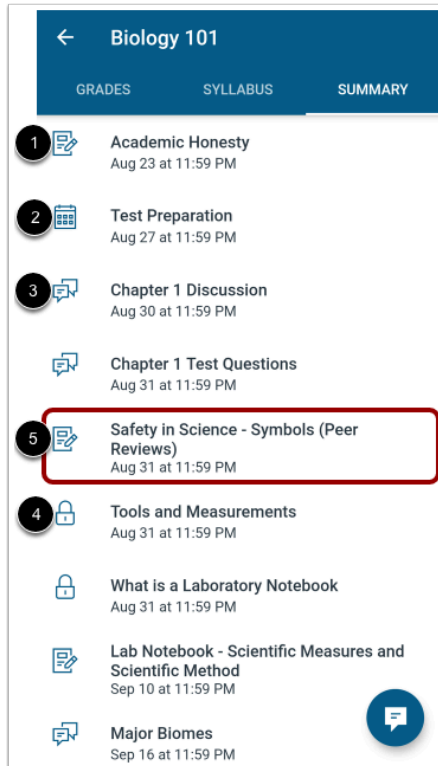 Biology 101
GRADES SYLLABUS SUMMARY
1
Academic Honesty
Aug 23 at 11:59 PM
2
Test Preparation
Aug 27 at 11:59 PM
3
Chapter 1 Discussion
Aug 30 at 11:59 PM
Chapter 1 Test Questions
Aug 31 at 11:59 PM
5
Safety in Science - Symbols (Peer
Reviews)
Aug 31 at 11:59 PM
4
Tools and Measurements
Aug 31 at 11:59 PM
What is a Laboratory Notebook
Aug 31 at 11:59 PM
Lab Notebook - Scientific Measures and
Scientific Method
Sep 10 at 11:59 PM
Major Biomes
Sep 16 at 11:59 PM